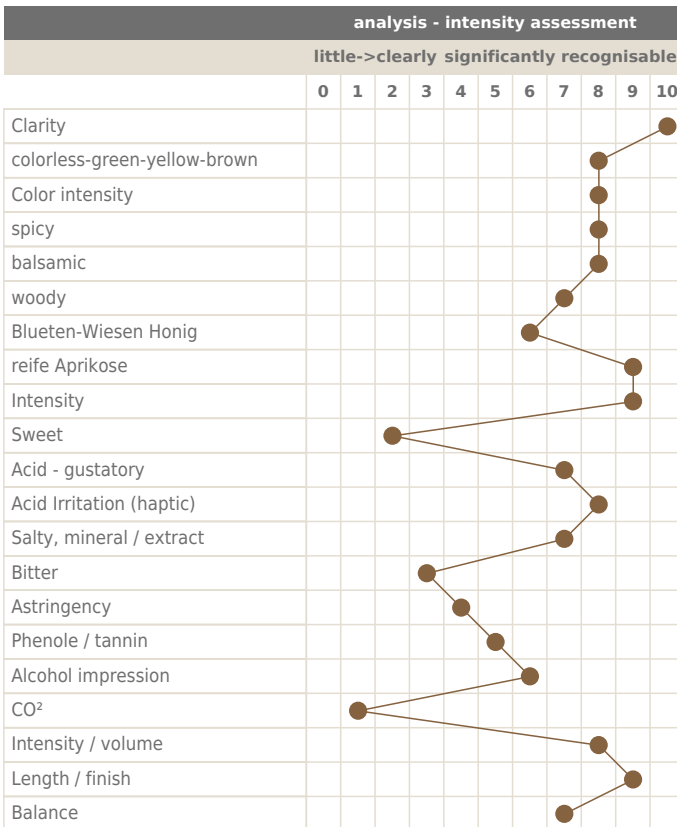 analysis - intensity assessment
little->clearly significantly recognisable
0 1 2 3 4 5 6 7 8 9 10
Clarity
colorless-green-yellow-brown
Color intensity
spicy
balsamic
woody
Blueten-Wiesen Honig
reife Aprikose
Intensity
Sweet
Acid - gustatory
Acid Irritation (haptic)
Salty, mineral / extract
Bitter
Astringency
Phenole / tannin
Alcohol impression
CO²
Intensity / volume
Length / finish
Balance